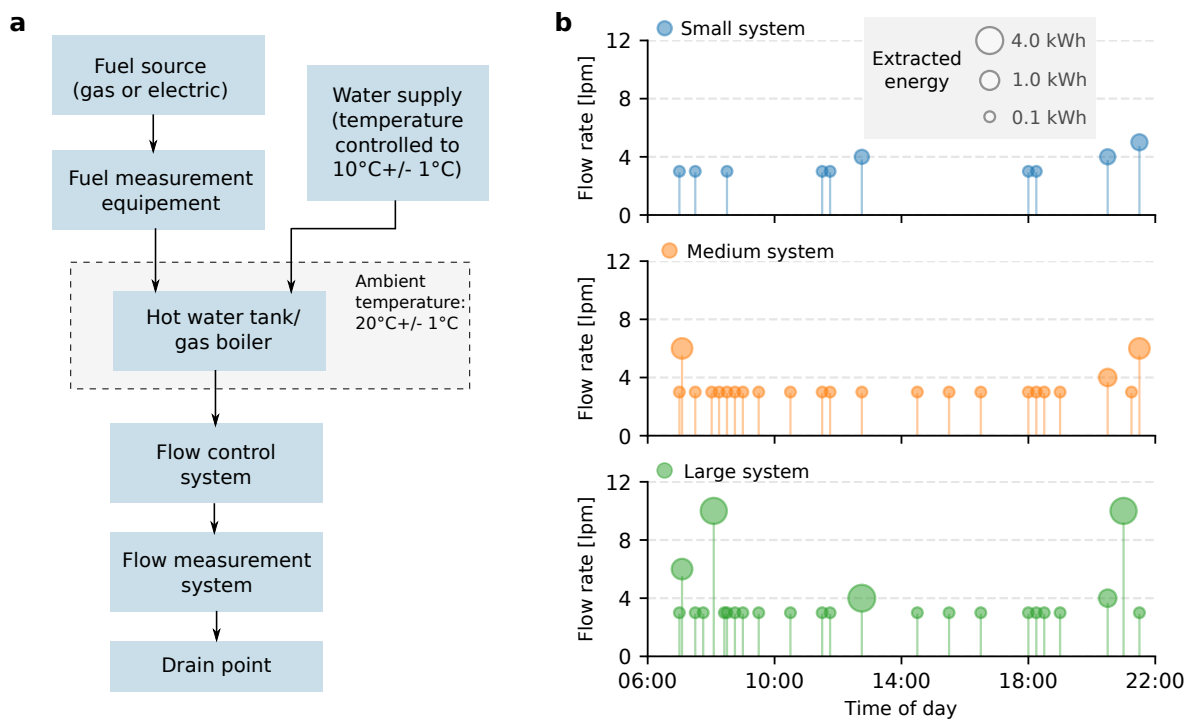 a
Fuel source
(gas or electric)
Water supply
(temperature
controlled to
10°C+/- 1°C)
Fuel measurement
equipement
Ambient
temperature:
20°C+/- 1°C
Hot water tank/
gas boiler
Flow control
system
Flow measurement
system
Drain point
b
Small system
Extracted
energy
4.0 kWh
1.0 kWh
0.1 kWh
Flow rate [lpm]
12
8
4
0
Medium system
Flow rate [lpm]
12
8
4
0
Large system
Flow rate [lpm]
12
8
4
0
06:00 10:00 14:00 18:00 22:00
Time of day